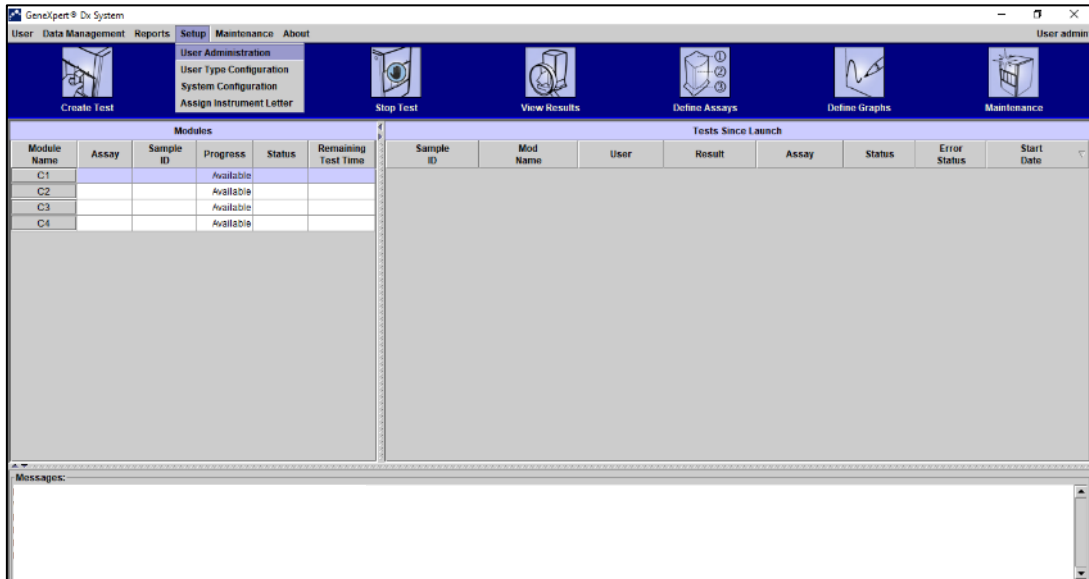 GeneXpert® Dx System
User Data Management Reports Setup Maintenance About User admin
User Administration
User Type Configuration
System Configuration
Assign Instrument Letter
Create Test Stop Test View Results Define Assays Define Graphs Maintenance
1
2
3
Modules Tests Since Launch
Module Name Assay Sample ID Progress Status Remaining Test Time Sample ID Mod Name User Result Assay Status Error Status Start Date
C1 Available
C2 Available
C3 Available
C4 Available
Messages: